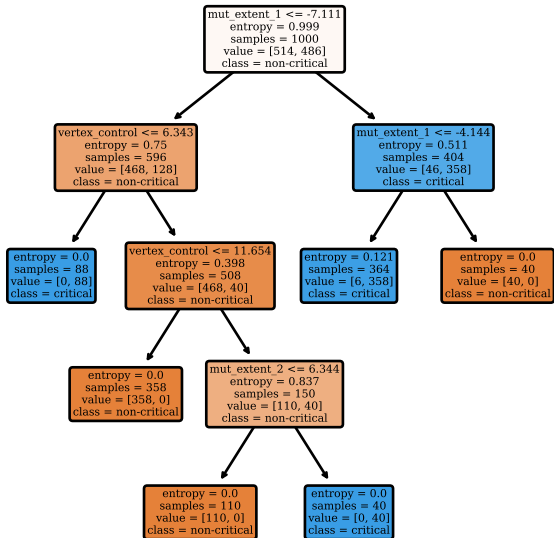 mut_extent_1 <= -7.111
entropy = 0.999
samples = 1000
value = [514, 486]
class = non-critical
vertex_control <= 6.343
entropy = 0.75
samples = 596
value = [468, 128]
class = non-critical
mut_extent_1 <= -4.144
entropy = 0.511
samples = 404
value = [46, 358]
class = critical
entropy = 0.0
samples = 88
value = [0, 88]
class = critical
vertex_control <= 11.654
entropy = 0.398
samples = 508
value = [468, 40]
class = non-critical
entropy = 0.121
samples = 364
value = [6, 358]
class = critical
entropy = 0.0
samples = 40
value = [40, 0]
class = non-critical
entropy = 0.0
samples = 358
value = [358, 0]
class = non-critical
mut_extent_2 <= 6.344
entropy = 0.837
samples = 150
value = [110, 40]
class = non-critical
entropy = 0.0
samples = 110
value = [110, 0]
class = non-critical
entropy = 0.0
samples = 40
value = [0, 40]
class = critical